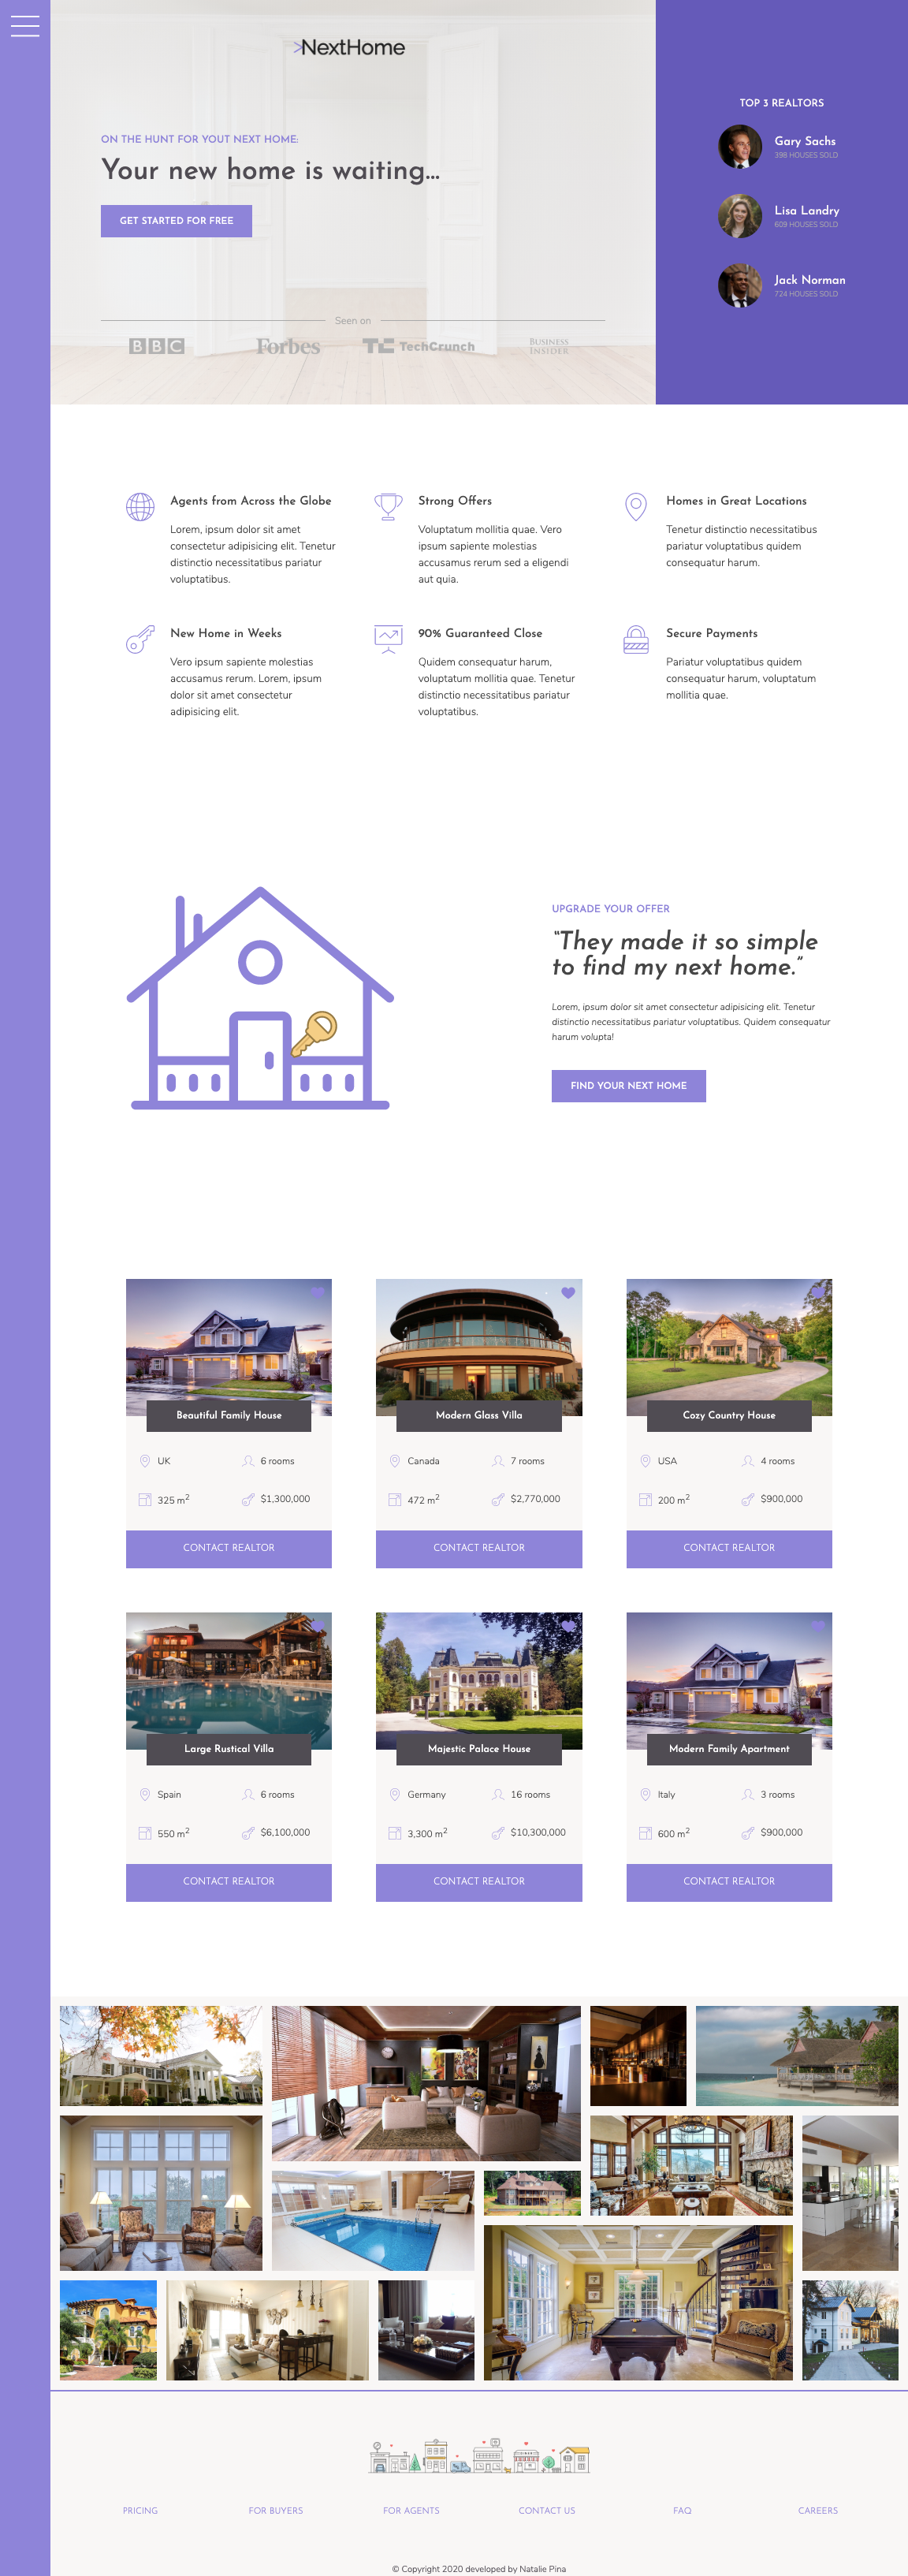 >NextHome
ON THE HUNT FOR YOUT NEXT HOME:
Your new home is waiting...
GET STARTED FOR FREE
Seen on
BBC
Forbes
TechCrunch
BUSINESS
INSIDER
TOP 3 REALTORS
Gary Sachs
398 HOUSES SOLD
Lisa Landry
609 HOUSES SOLD
Jack Norman
724 HOUSES SOLD
Agents from Across the Globe
Lorem, ipsum dolor sit amet
consectetur adipisicing elit. Tenetur
distinctio necessitatibus pariatur
voluptatibus.
Strong Offers
Voluptatum mollitia quae. Vero
ipsum sapiente molestias
accusamus rerum sed a eligendi
aut quia.
Homes in Great Locations
Tenetur distinctio necessitatibus
pariatur voluptatibus quidem
consequatur harum.
New Home in Weeks
Vero ipsum sapiente molestias
accusamus rerum. Lorem, ipsum
dolor sit amet consectetur
adipisicing elit.
90% Guaranteed Close
Quidem consequatur harum,
voluptatum mollitia quae. Tenetur
distinctio necessitatibus pariatur
voluptatibus.
Secure Payments
Pariatur voluptatibus quidem
consequatur harum, voluptatum
mollitia quae.
UPGRADE YOUR OFFER
“They made it so simple
to find my next home.”
Lorem, ipsum dolor sit amet consectetur adipisicing elit. Tenetur
distinctio necessitatibus pariatur voluptatibus. Quidem consequatur
harum volupta!
FIND YOUR NEXT HOME
Beautiful Family House
UK
6 rooms
325 m2
$1,300,000
CONTACT REALTOR
Modern Glass Villa
Canada
7 rooms
472 m2
$2,770,000
CONTACT REALTOR
Cozy Country House
USA
4 rooms
200 m2
$900,000
CONTACT REALTOR
Large Rustical Villa
Spain
6 rooms
550 m2
$6,100,000
CONTACT REALTOR
Majestic Palace House
Germany
16 rooms
3,300 m2
$10,300,000
CONTACT REALTOR
Modern Family Apartment
Italy
3 rooms
600 m2
$900,000
CONTACT REALTOR
PRICING
FOR BUYERS
FOR AGENTS
CONTACT US
FAQ
CAREERS
© Copyright 2020 developed by Natalie Pina